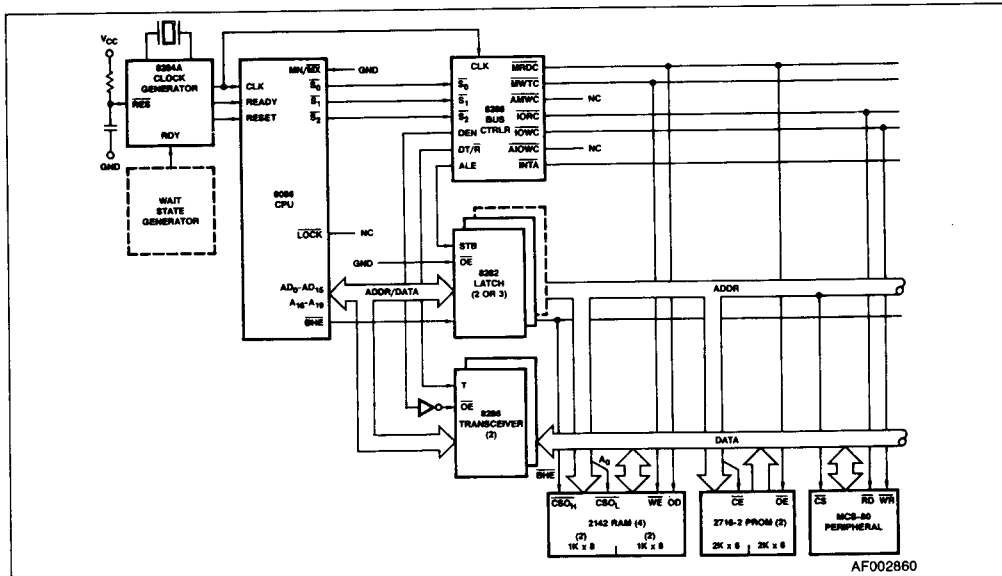 VCC
8284A
CLOCK
GENERATOR
RES
RDY
GND
WAIT
STATE
GENERATOR
CLK
READY
RESET
MN/MX
S0
S1
S2
8086
CPU
LOCK
AD0-AD15
A16-A19
BHE
GND
NC
GND
ADDR/DATA
CLK
S0
S1
S2
DEN
DT/R
ALE
8288
BUS
CTRLR
MRDC
MWTC
AMWC
IORC
IOWC
AIOWC
INTA
NC
NC
STB
OE
8282
LATCH
(2 OR 3)
ADDR
T
OE
8286
TRANSCEIVER
(2)
DATA
BHE
A0
CSOH
CSOL
WE OD
2142 RAM (4)
(2)
1K x 8
(2)
1K x 8
CE
OE
2716-2 PROM (2)
2K x 8
2K x 8
CS
RD WR
MCS-80
PERIPHERAL
AF002860